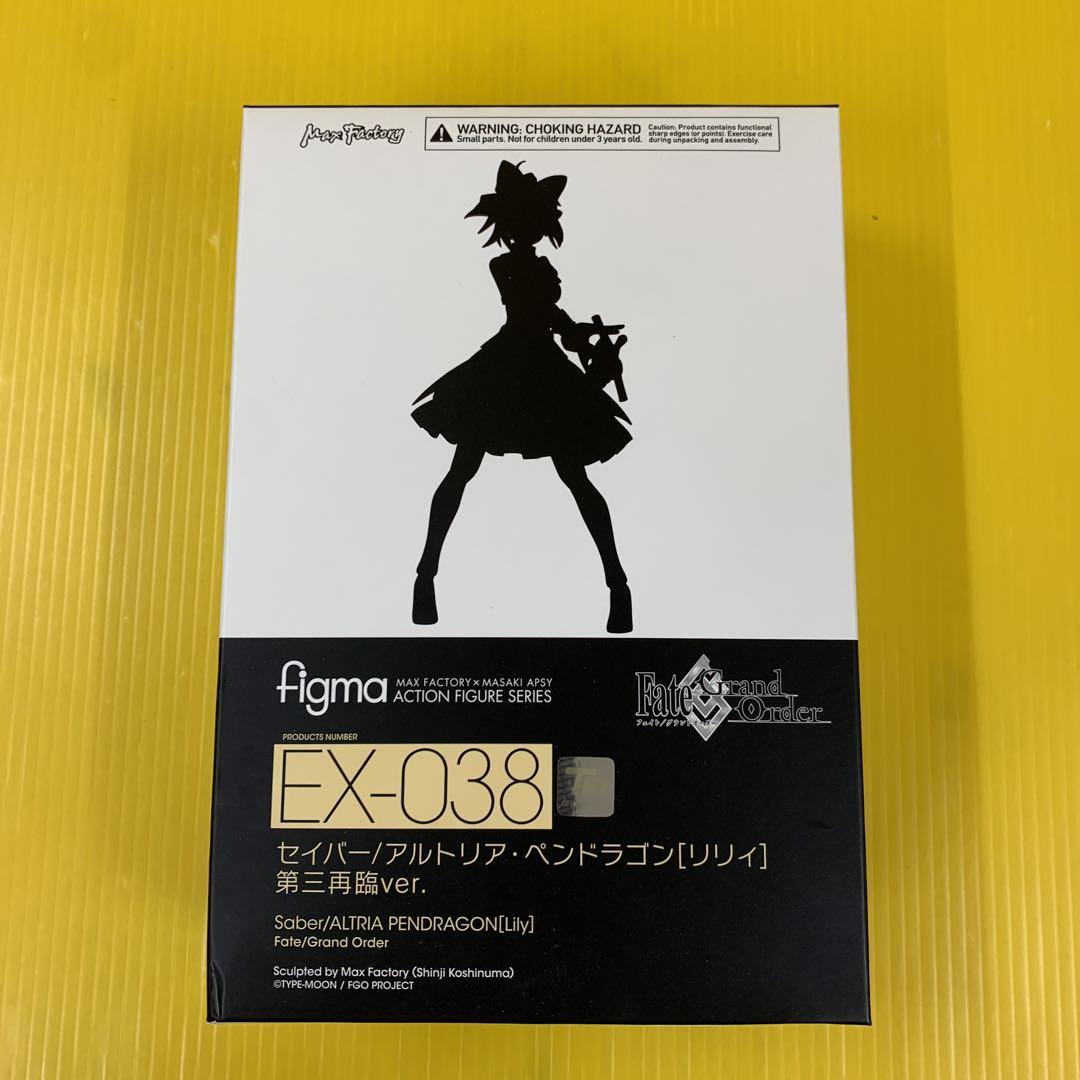 Max Factory
WARNING: CHOKING HAZARD
Small parts. Not for children under 3 years old.
Caution: Product contains functional
sharp edges (or points). Exercise care
during unpacking and assembly.
figma
MAX FACTORY × MASAKI APSY
ACTION FIGURE SERIES
Fate/Grand Order
フェイト/グランドオーダー
PRODUCTS NUMBER
EX-038
セイバー/アルトリア・ペンドラゴン[リリィ]
第三再臨ver.
Saber/ALTRIA PENDRAGON[Lily]
Fate/Grand Order
Sculpted by Max Factory (Shinji Koshinuma)
©TYPE-MOON / FGO PROJECT